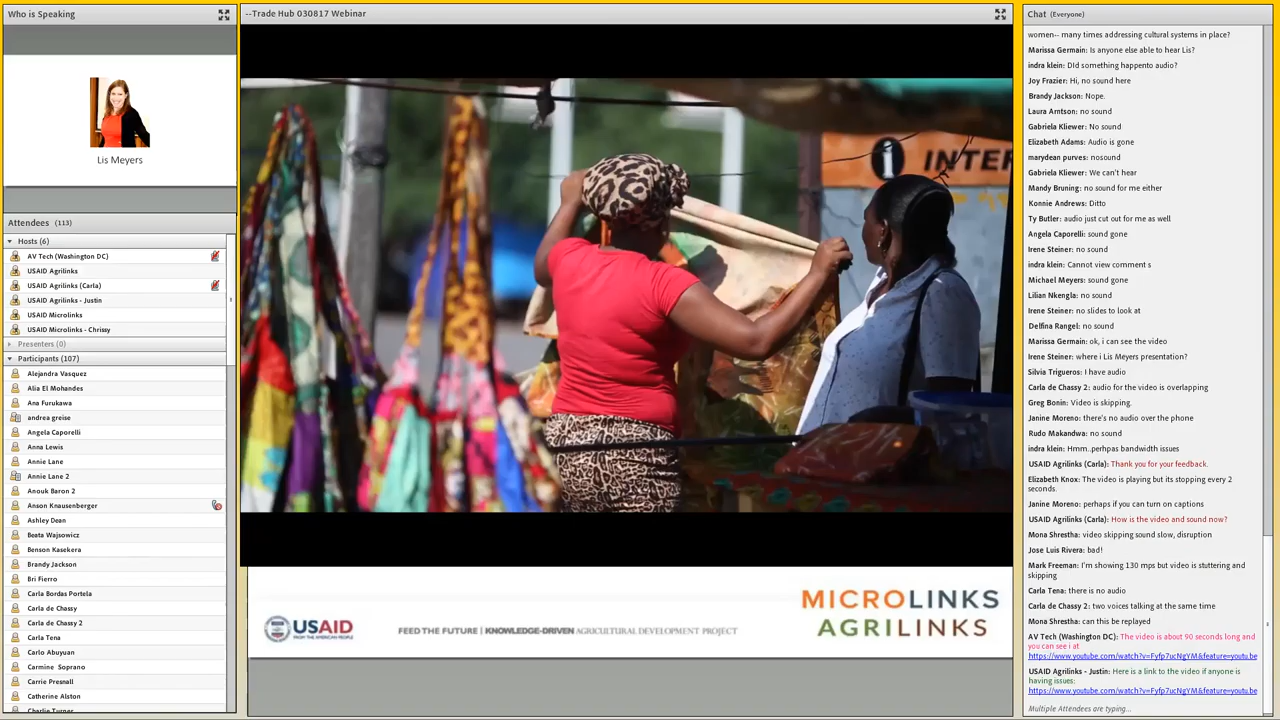 Who is Speaking
Lis Meyers
Attendees (113)
Hosts (6)
AV Tech (Washington DC)
USAID Agrilinks
USAID Agrilinks (Carla)
USAID Agrilinks - Justin
USAID Microlinks
USAID Microlinks - Chrissy
Presenters (0)
Participants (107)
Alejandra Vasquez
Alia El Mohandes
Ana Furukawa
andrea greise
Angela Caporelli
Anna Lewis
Annie Lane
Annie Lane 2
Anouk Baron 2
Anson Knausenberger
Ashley Dean
Beata Wajsowicz
Benson Kasekera
Brandy Jackson
Bri Fierro
Carla Bordas Portela
Carla de Chassy
Carla de Chassy 2
Carla Tena
Carlo Abuyuan
Carmine Soprano
Carrie Presnall
Catherine Alston
Charlie Turner
--Trade Hub 030817 Webinar
INTER
USAID
FROM THE AMERICAN PEOPLE
FEED THE FUTURE | KNOWLEDGE-DRIVEN AGRICULTURAL DEVELOPMENT PROJECT
MICROLINKS
AGRILINKS
Chat (Everyone)
women-- many times addressing cultural systems in place?
Marissa Germain: Is anyone else able to hear Lis?
indra klein: DId something happento audio?
Joy Frazier: Hi, no sound here
Brandy Jackson: Nope.
Laura Arntson: no sound
Gabriela Kliewer: No sound
Elizabeth Adams: Audio is gone
marydean purves: nosound
Gabriela Kliewer: We can't hear
Mandy Bruning: no sound for me either
Konnie Andrews: Ditto
Ty Butler: audio just cut out for me as well
Angela Caporelli: sound gone
Irene Steiner: no sound
indra klein: Cannot view comment s
Michael Meyers: sound gone
Lilian Nkengla: no sound
Irene Steiner: no slides to look at
Delfina Rangel: no sound
Marissa Germain: ok, i can see the video
Irene Steiner: where i Lis Meyers presentation?
Silvia Trigueros: I have audio
Carla de Chassy 2: audio for the video is overlapping
Greg Bonin: Video is skipping.
Janine Moreno: there's no audio over the phone
Rudo Makandwa: no sound
indra klein: Hmm..perhpas bandwidth issues
USAID Agrilinks (Carla): Thank you for your feedback.
Elizabeth Knox: The video is playing but its stopping every 2
seconds.
Janine Moreno: perhaps if you can turn on captions
USAID Agrilinks (Carla): How is the video and sound now?
Mona Shrestha: video skipping sound slow, disruption
Jose Luis Rivera: bad!
Mark Freeman: I'm showing 130 mps but video is stuttering and
skipping
Carla Tena: there is no audio
Carla de Chassy 2: two voices talking at the same time
Mona Shrestha: can this be replayed
AV Tech (Washington DC): The video is about 90 seconds long and
you can see i at
https://www.youtube.com/watch?v=Fyfp7ucNgYM&feature=youtu.be
USAID Agrilinks - Justin: Here is a link to the video if anyone is
having issues:
https://www.youtube.com/watch?v=Fyfp7ucNgYM&feature=youtu.be
Multiple Attendees are typing...